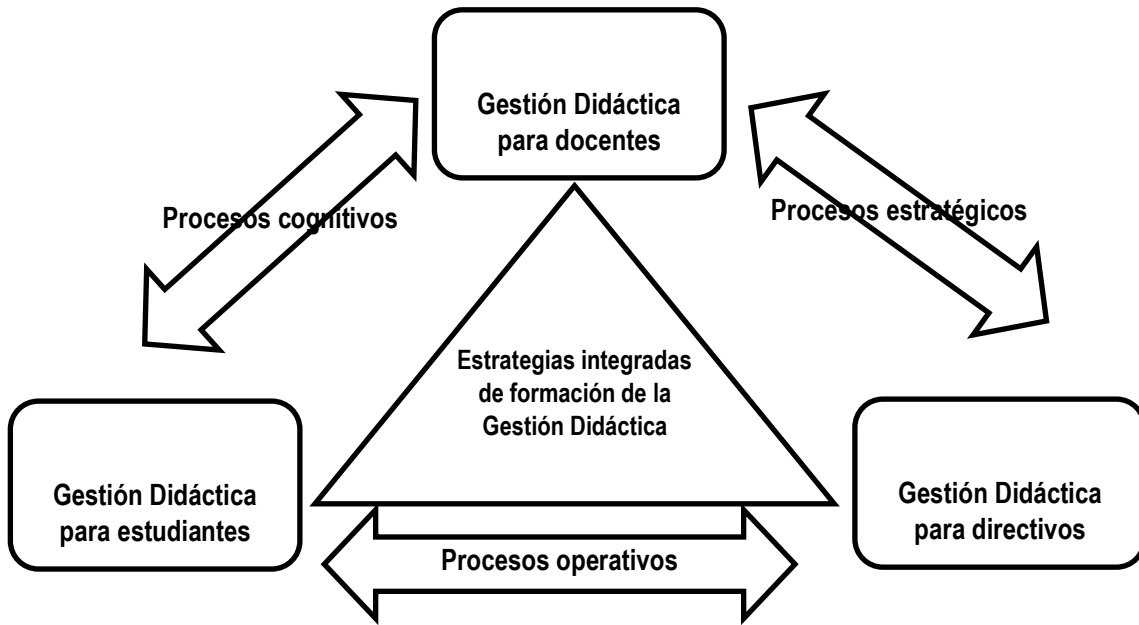 Gestión Didáctica
para docentes
Procesos cognitivos
Procesos estratégicos
Estrategias integradas
de formación de la
Gestión Didáctica
Gestión Didáctica
para estudiantes
Gestión Didáctica
para directivos
Procesos operativos